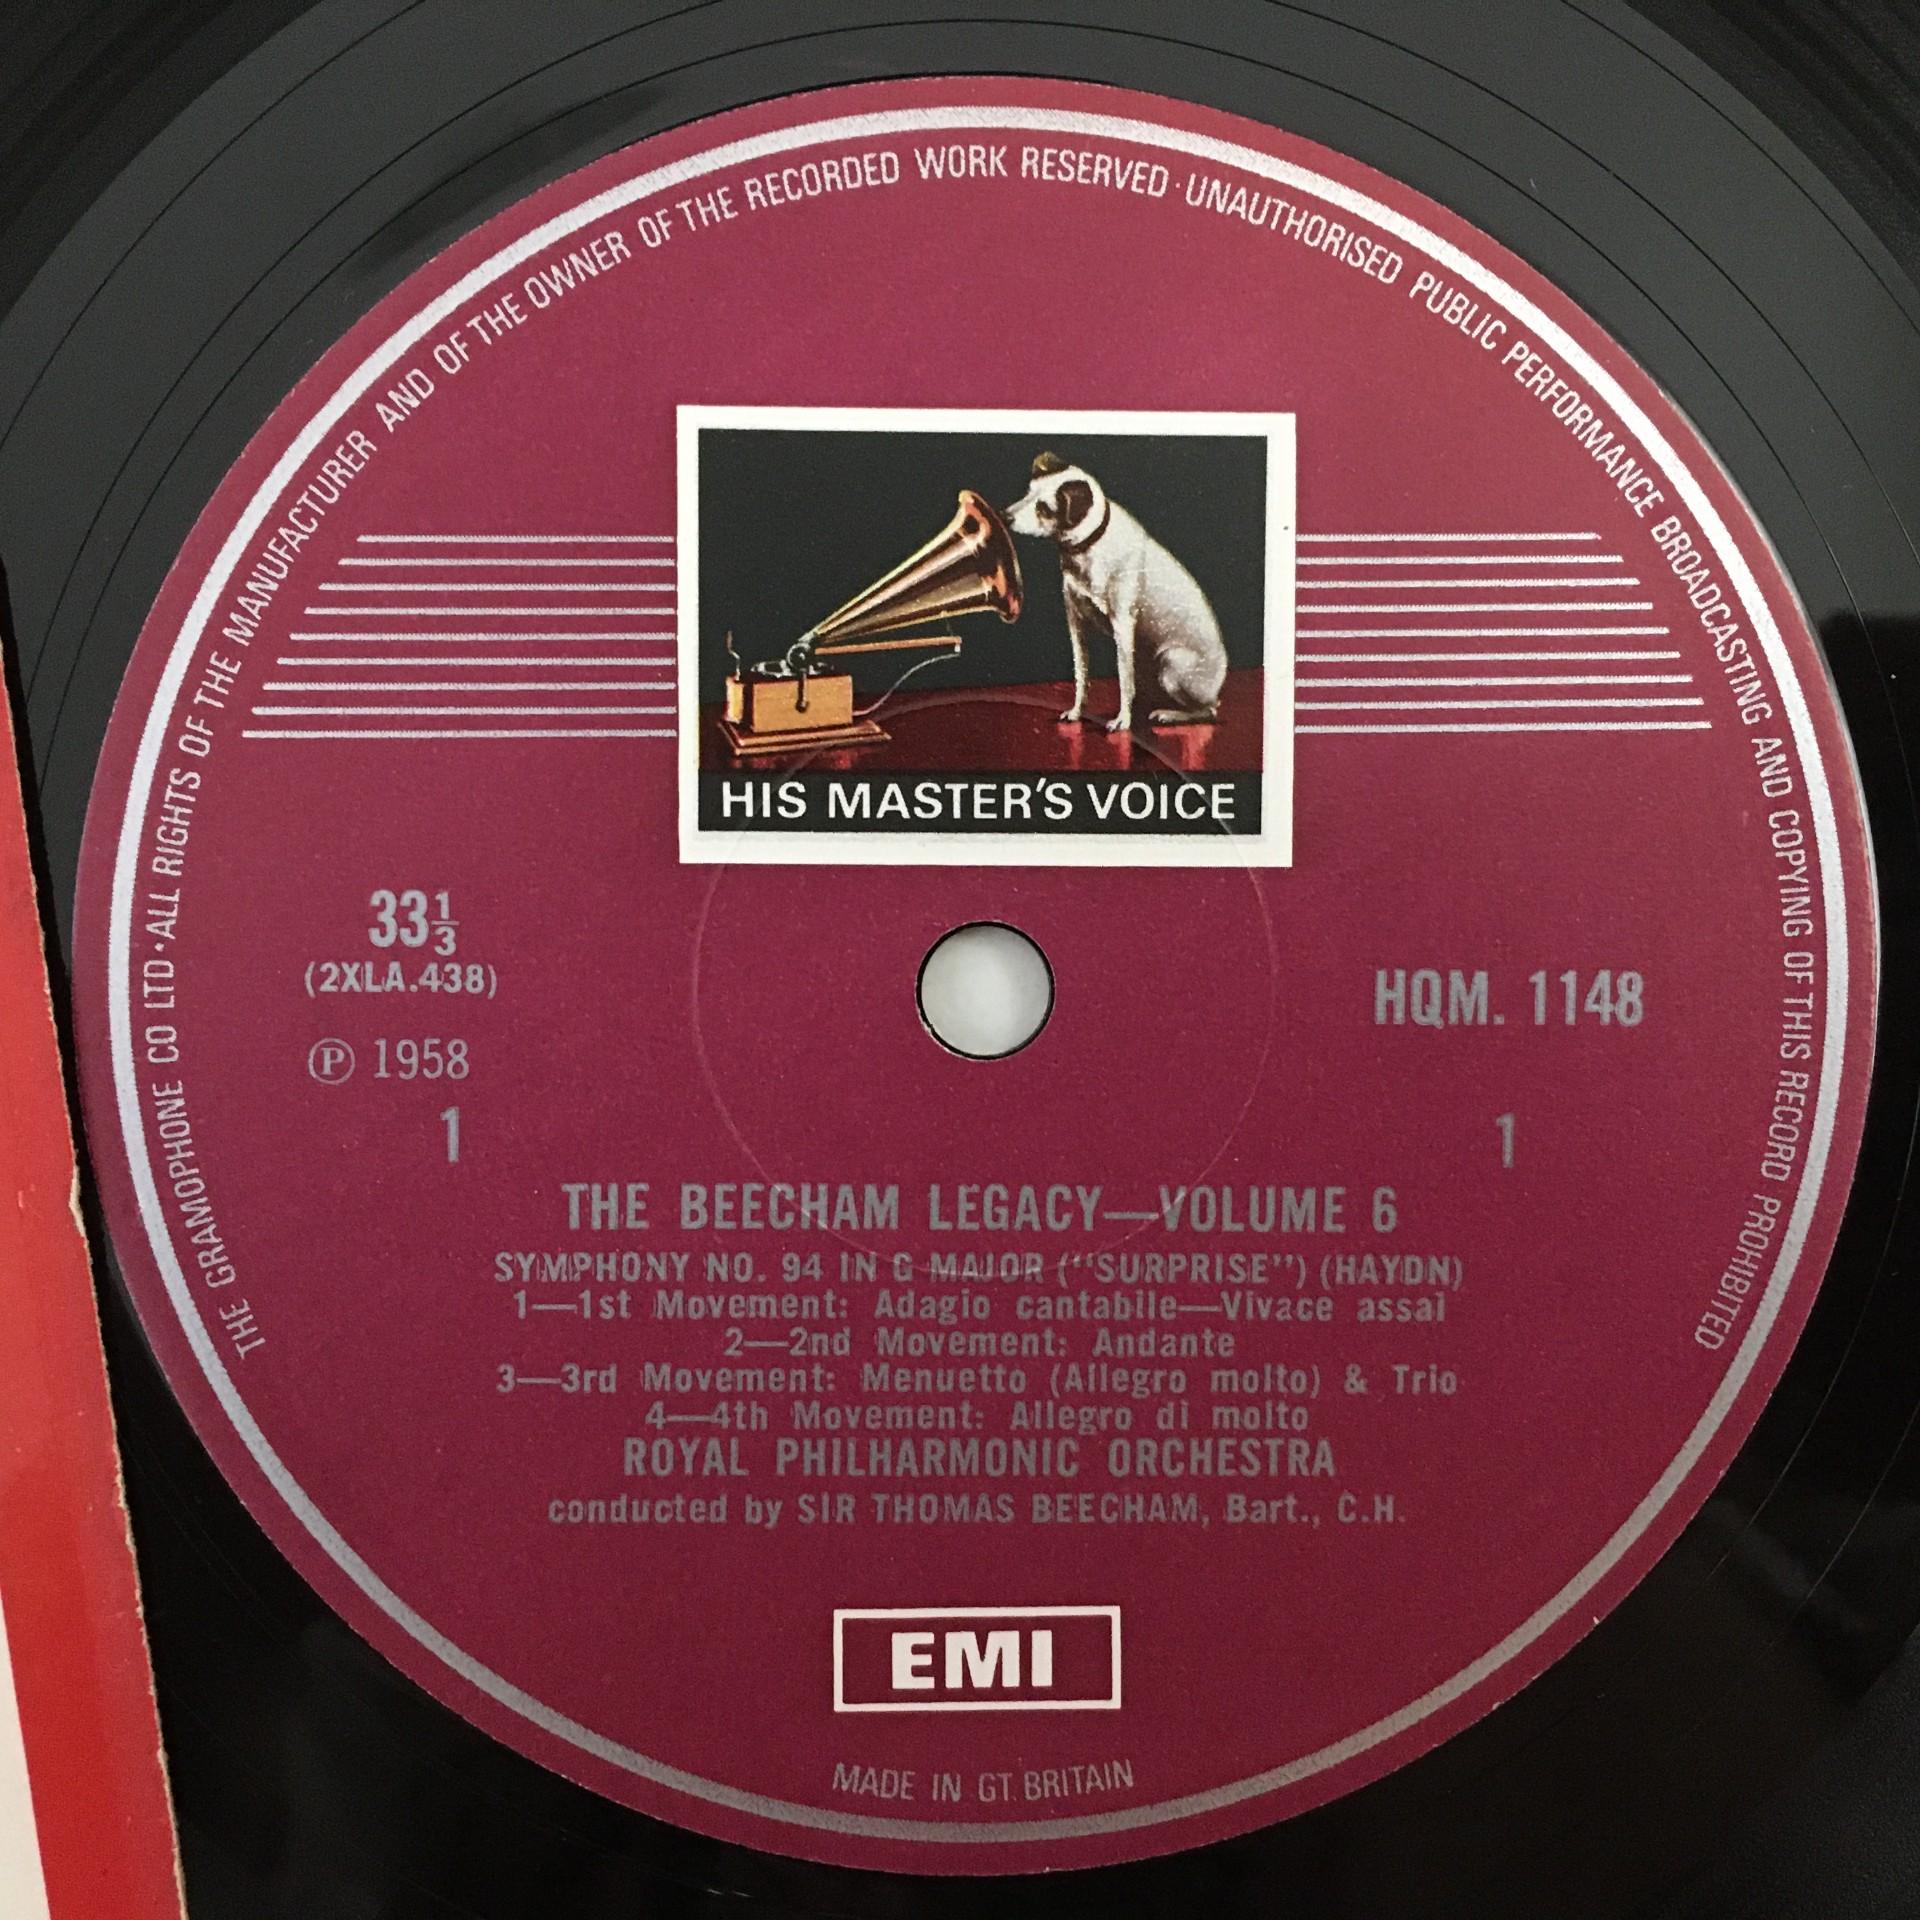 THE GRAMOPHONE CO LTD · ALL RIGHTS OF THE MANUFACTURER AND OF THE OWNER OF THE RECORDED WORK RESERVED · UNAUTHORISED PUBLIC PERFORMANCE BROADCASTING AND COPYING OF THIS RECORD PROHIBITED
HIS MASTER'S VOICE
33⅓
(2XLA.438)
HQM. 1148
℗ 1958
1
1
THE BEECHAM LEGACY—VOLUME 6
SYMPHONY NO. 94 IN G MAJOR (“SURPRISE”) (HAYDN)
1—1st Movement: Adagio cantabile—Vivace assai
2—2nd Movement: Andante
3—3rd Movement: Menuetto (Allegro molto) & Trio
4—4th Movement: Allegro di molto
ROYAL PHILHARMONIC ORCHESTRA
conducted by SIR THOMAS BEECHAM, Bart., C.H.
EMI
MADE IN GT. BRITAIN